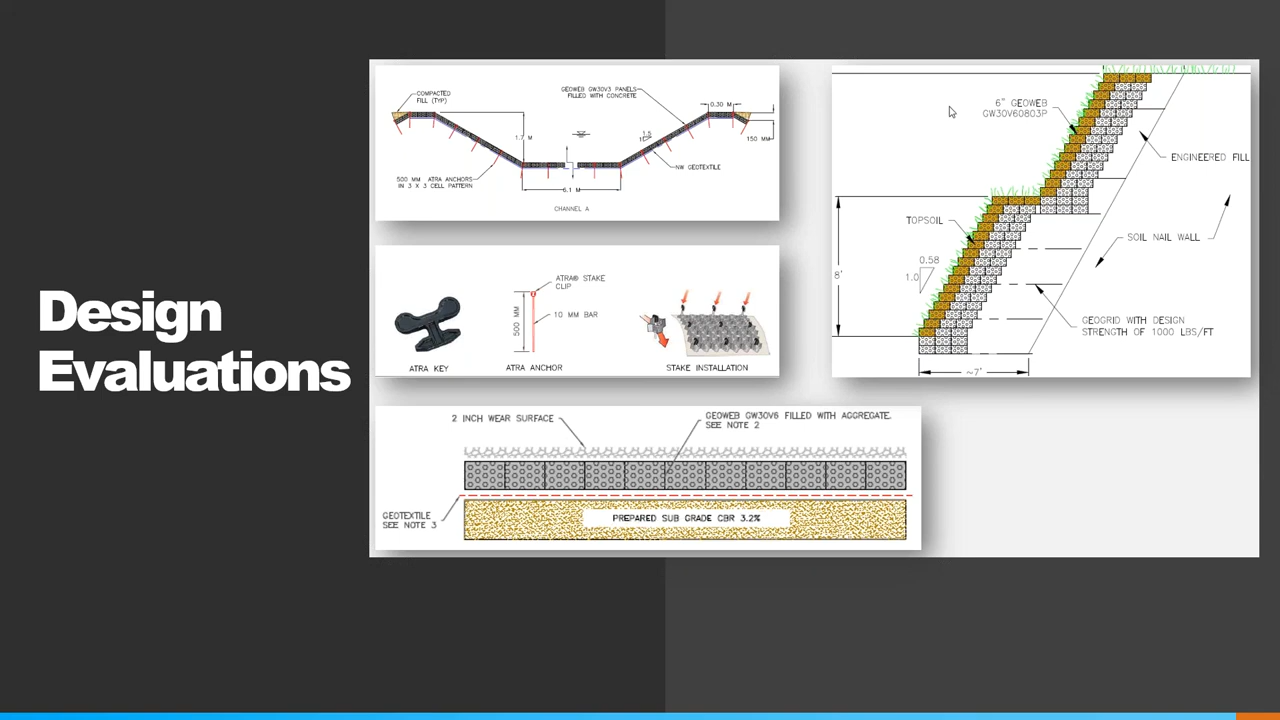 Design
Evaluations
COMPACTED
FILL (TYP)
GEOWEB GW30V3 PANELS
FILLED WITH CONCRETE
0.30 M
1.7 M
1.5
1
150 MM
500 MM ATRA ANCHORS
IN 3 X 3 CELL PATTERN
NW GEOTEXTILE
6.1 M
CHANNEL A
ATRA® STAKE
CLIP
500 MM
10 MM BAR
ATRA KEY
ATRA ANCHOR
STAKE INSTALLATION
2 INCH WEAR SURFACE
GEOWEB GW30V6 FILLED WITH AGGREGATE.
SEE NOTE 2
GEOTEXTILE
SEE NOTE 3
PREPARED SUB GRADE CBR 3.2%
6" GEOWEB
GW30V60803P
ENGINEERED FILL
TOPSOIL
SOIL NAIL WALL
0.58
1.0
8'
GEOGRID WITH DESIGN
STRENGTH OF 1000 LBS/FT
~7'